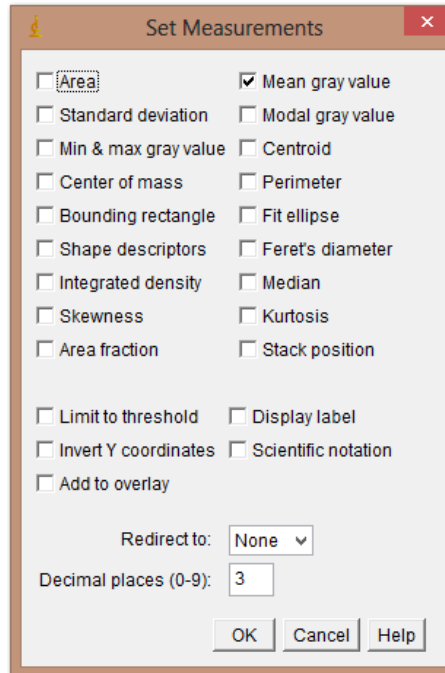 Set Measurements
×
Area Mean gray value
Standard deviation Modal gray value
Min & max gray value Centroid
Center of mass Perimeter
Bounding rectangle Fit ellipse
Shape descriptors Feret's diameter
Integrated density Median
Skewness Kurtosis
Area fraction Stack position
Limit to threshold Display label
Invert Y coordinates Scientific notation
Add to overlay
Redirect to: None
Decimal places (0-9): 3
OK Cancel Help